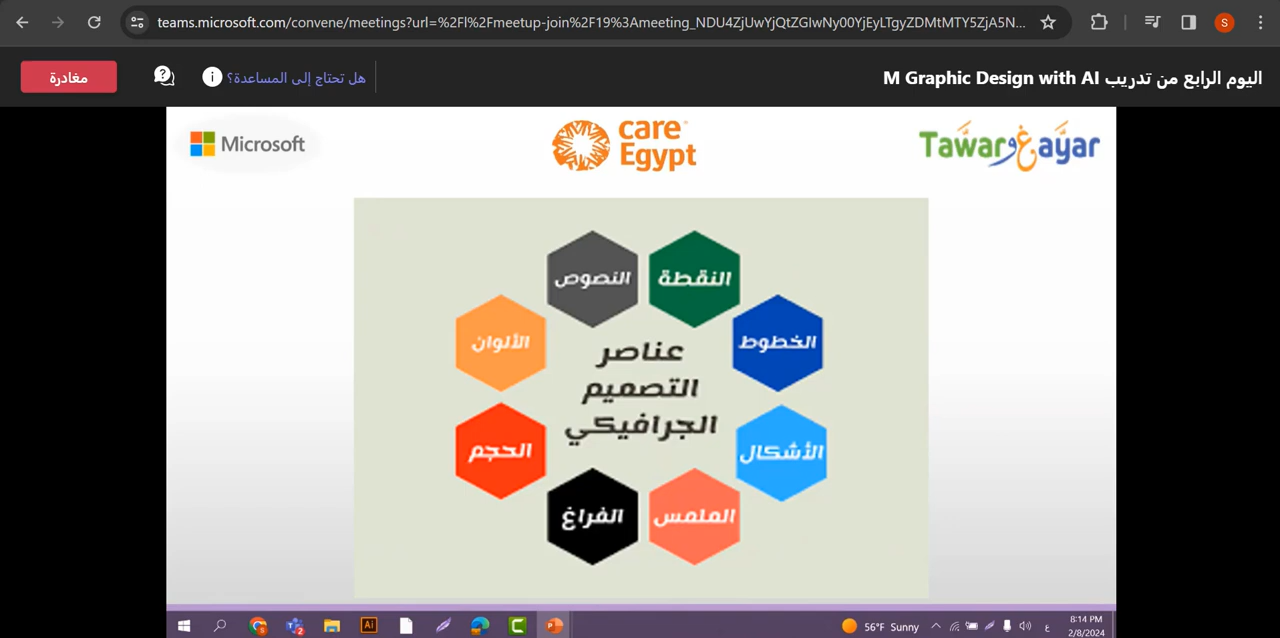 teams.microsoft.com/convene/meetings?url=%2Fl%2Fmeetup-join%2F19%3Ameeting_NDU4ZjUwYjQtZGIwNy00YjEyLTgyZDMtMTY5ZjA5N...
S
اليوم الرابع من تدريب M Graphic Design with AI
هل تحتاج إلى المساعدة؟
مغادرة
Microsoft
care Egypt
Tawar و غ ayar
النصوص
النقطة
الألوان
الخطوط
عناصر
التصميم
الجرافيكي
الحجم
الأشكال
الفراغ
الملمس
56°F Sunny
ع
8:14 PM
2/8/2024